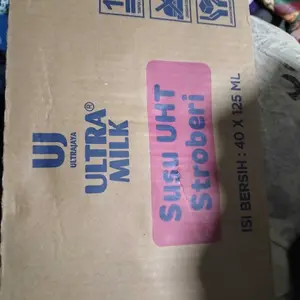 UJ
ULTRAJAYA
ULTRA®
MILK
Susu UHT
Stroberi
ISI BERSIH : 40 X 125 ML